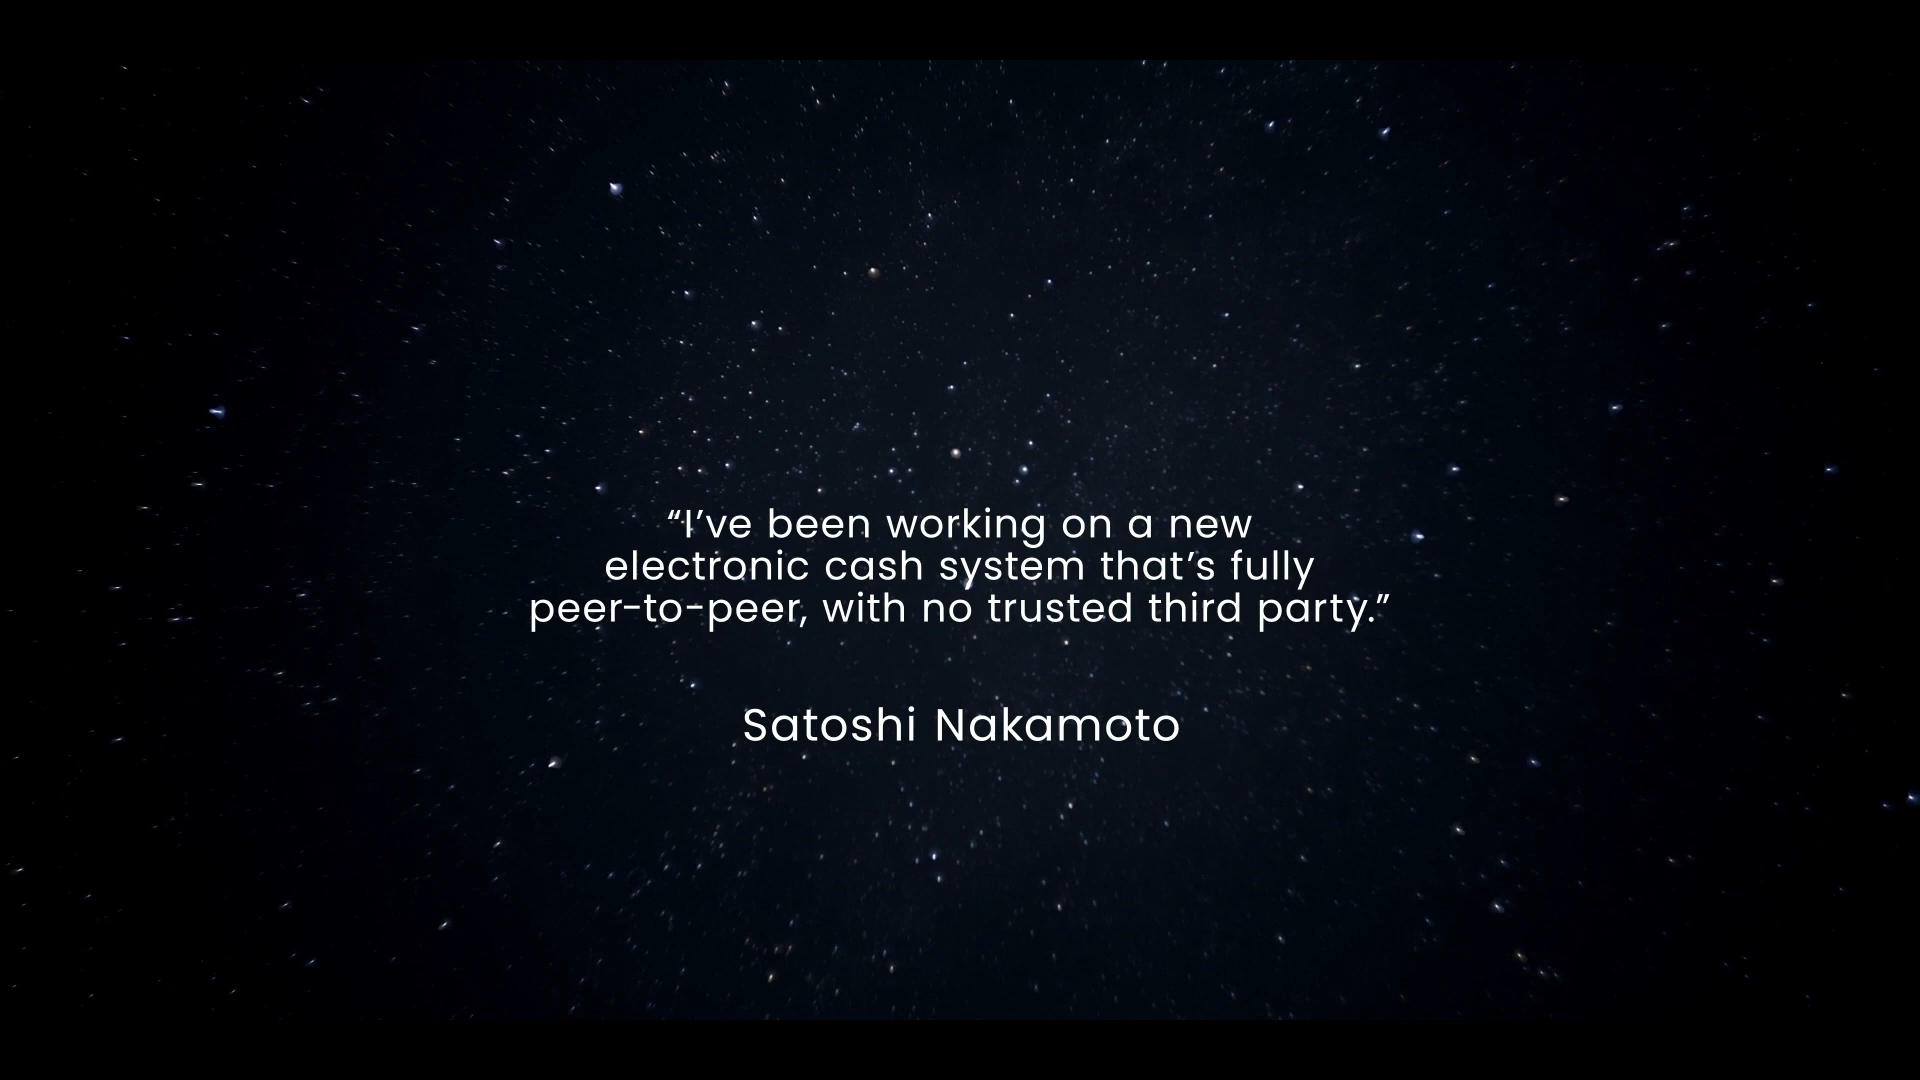 “I’ve been working on a new
electronic cash system that’s fully
peer-to-peer, with no trusted third party.”
Satoshi Nakamoto